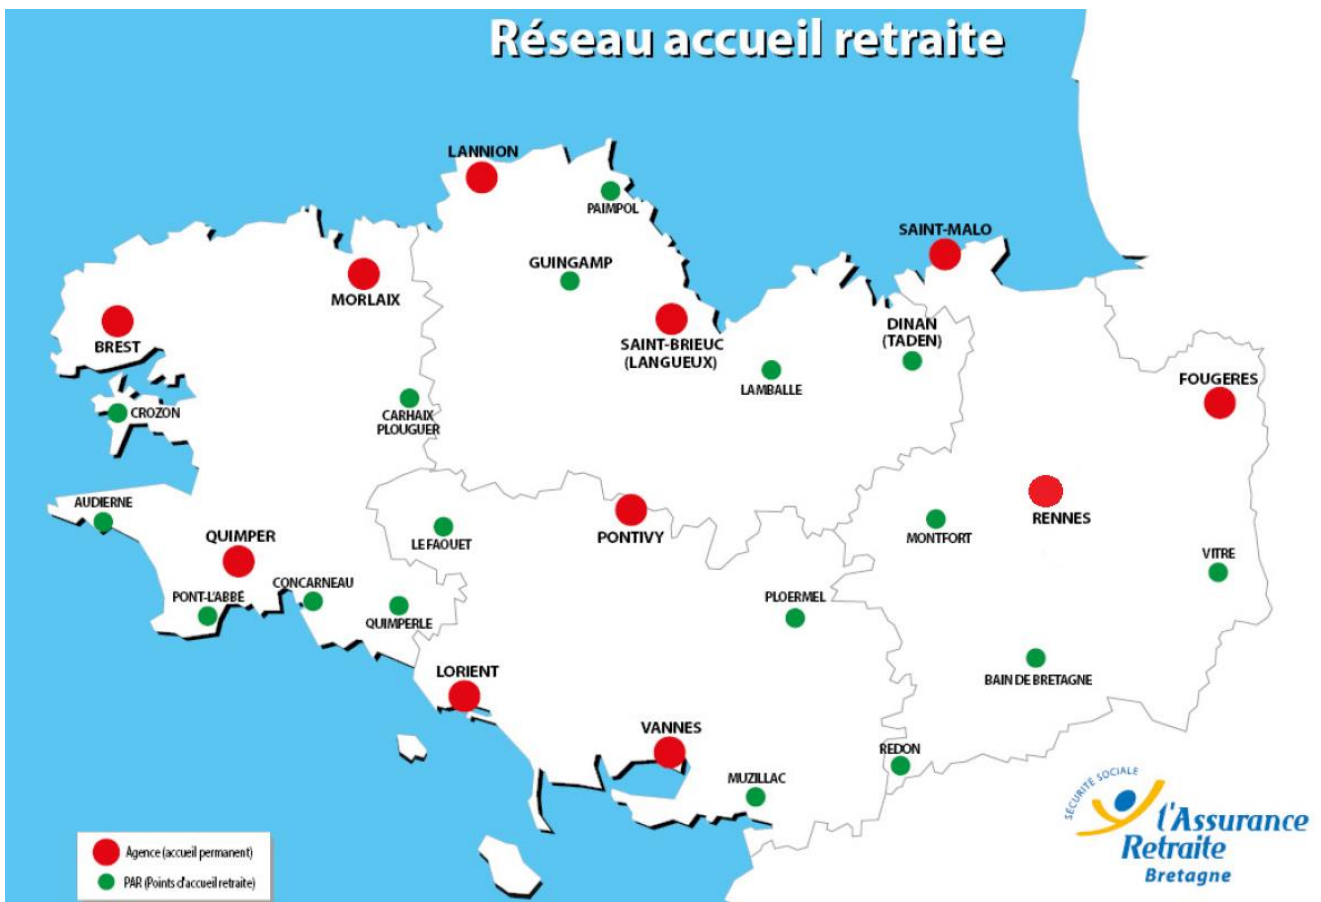 Réseau accueil retraite
LANNION
PAIMPOL
SAINT-MALO
GUINGAMP
MORLAIX
DINAN
(TADEN)
BREST
SAINT-BRIEUC
(LANGUEUX)
LAMBALLE
FOUGERES
CROZON
CARHAIX
PLOUGUER
AUDIERNE
QUIMPER
LE FAOUET
PONTIVY
MONTFORT
RENNES
VITRE
CONCARNEAU
PONT-L'ABBÉ
QUIMPERLE
PLOERMEL
LORIENT
BAIN DE BRETAGNE
VANNES
REDON
MUZILLAC
SÉCURITÉ SOCIALE
l'Assurance
Retraite
Bretagne
Agence (accueil permanent)
PAR (Points d'accueil retraite)